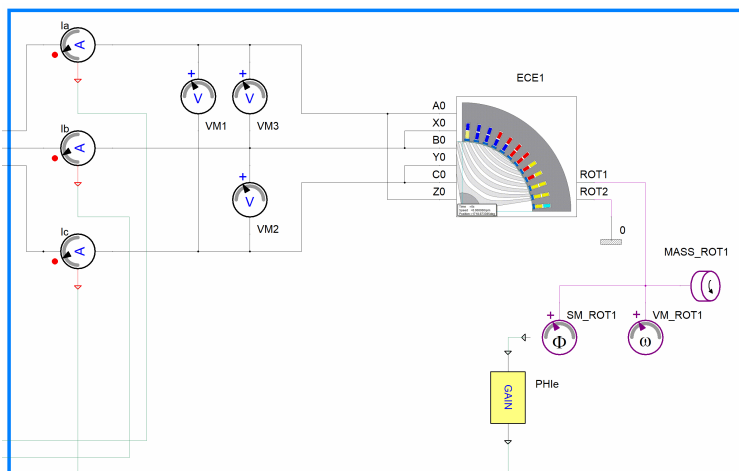 Ia
A
ECE1
V
VM1
V
VM3
A0
X0
B0
Y0
C0
Z0
Ib
A
ROT1
ROT2
V
VM2
0
Ic
A
MASS_ROT1
SM_ROT1
VM_ROT1
Φ
ω
GAIN
PHIe